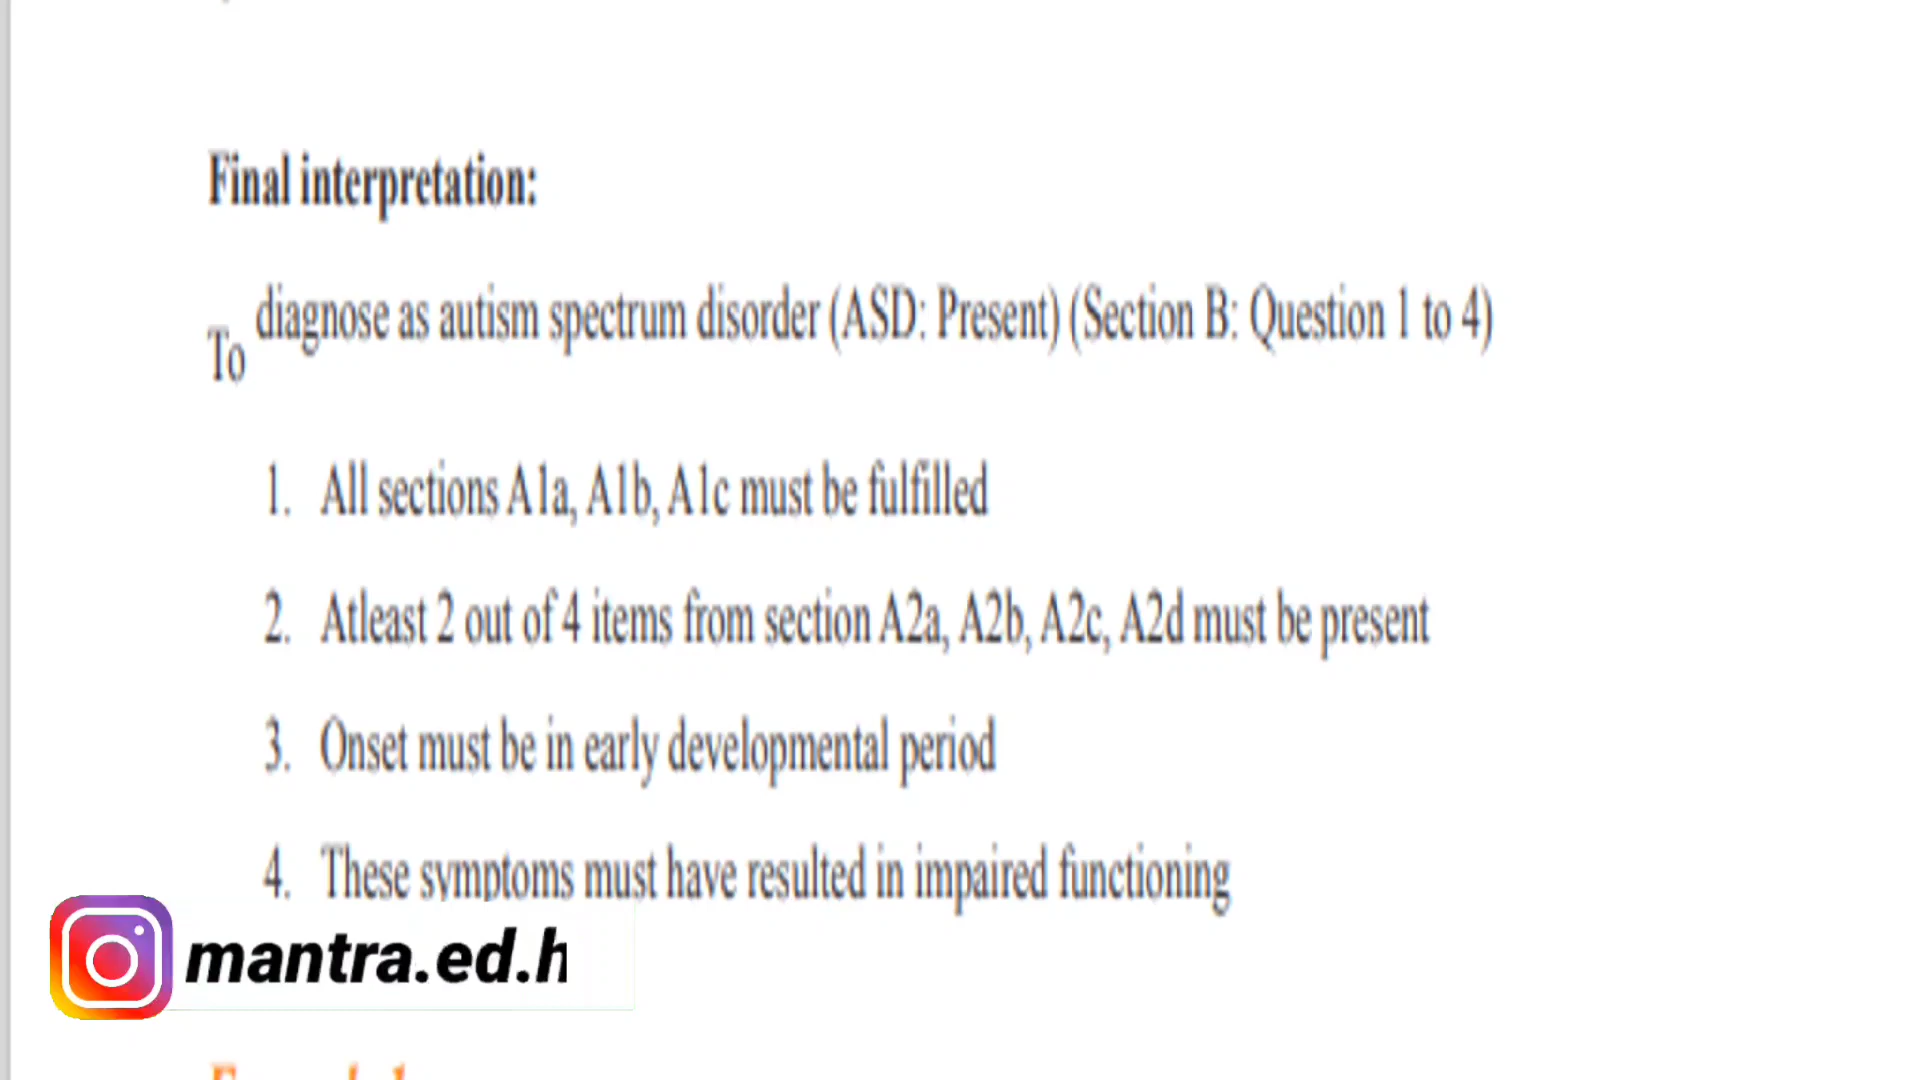 Final interpretation:
To diagnose as autism spectrum disorder (ASD: Present) (Section B: Question 1 to 4)
1. All sections A1a, A1b, A1c must be fulfilled
2. Atleast 2 out of 4 items from section A2a, A2b, A2c, A2d must be present
3. Onset must be in early developmental period
4. These symptoms must have resulted in impaired functioning
mantra.ed.h